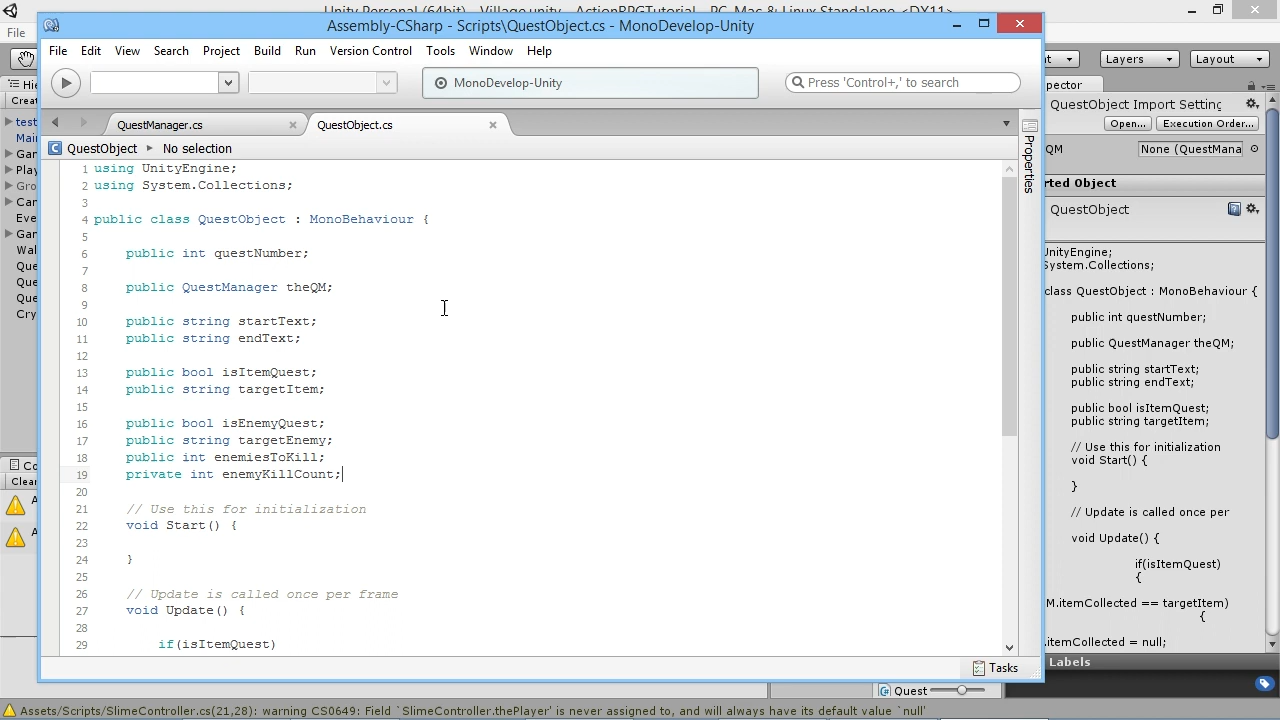 Unity Personal (64bit) - Village.unity - ActionRPGTutorial - PC, Mac & Linux Standalone <DX11>
Assembly-CSharp - Scripts\QuestObject.cs - MonoDevelop-Unity
File
File Edit View Search Project Build Run Version Control Tools Window Help
Layers
Layout
MonoDevelop-Unity
Press 'Control+,' to search
QuestManager.cs
QuestObject.cs
QuestObject
No selection
Properties
1 using UnityEngine;
2 using System.Collections;
3
4 public class QuestObject : MonoBehaviour {
5
6 public int questNumber;
7
8 public QuestManager theQM;
9
10 public string startText;
11 public string endText;
12
13 public bool isItemQuest;
14 public string targetItem;
15
16 public bool isEnemyQuest;
17 public string targetEnemy;
18 public int enemiesToKill;
19 private int enemyKillCount;
20
21 // Use this for initialization
22 void Start() {
23
24 }
25
26 // Update is called once per frame
27 void Update() {
28
29 if(isItemQuest)
Tasks
Hie
Creat
test
Mair
Gan
Play
Gro
Can
Eve
Gan
Wal
Que
Que
Que
Cry
Co
Clear
A
A
pector
QuestObject Import Setting
Open...
Execution Order...
QM
None (QuestMana
rted Object
QuestObject
UnityEngine;
System.Collections;
class QuestObject : MonoBehaviour {
public int questNumber;
public QuestManager theQM;
public string startText;
public string endText;
public bool isItemQuest;
public string targetItem;
// Use this for initialization
void Start() {
}
// Update is called once per
void Update() {
if(isItemQuest)
{
M.itemCollected == targetItem)
{
.itemCollected = null;
Labels
Quest
Assets/Scripts/SlimeController.cs(21,28): warning CS0649: Field `SlimeController.thePlayer' is never assigned to, and will always have its default value `null'